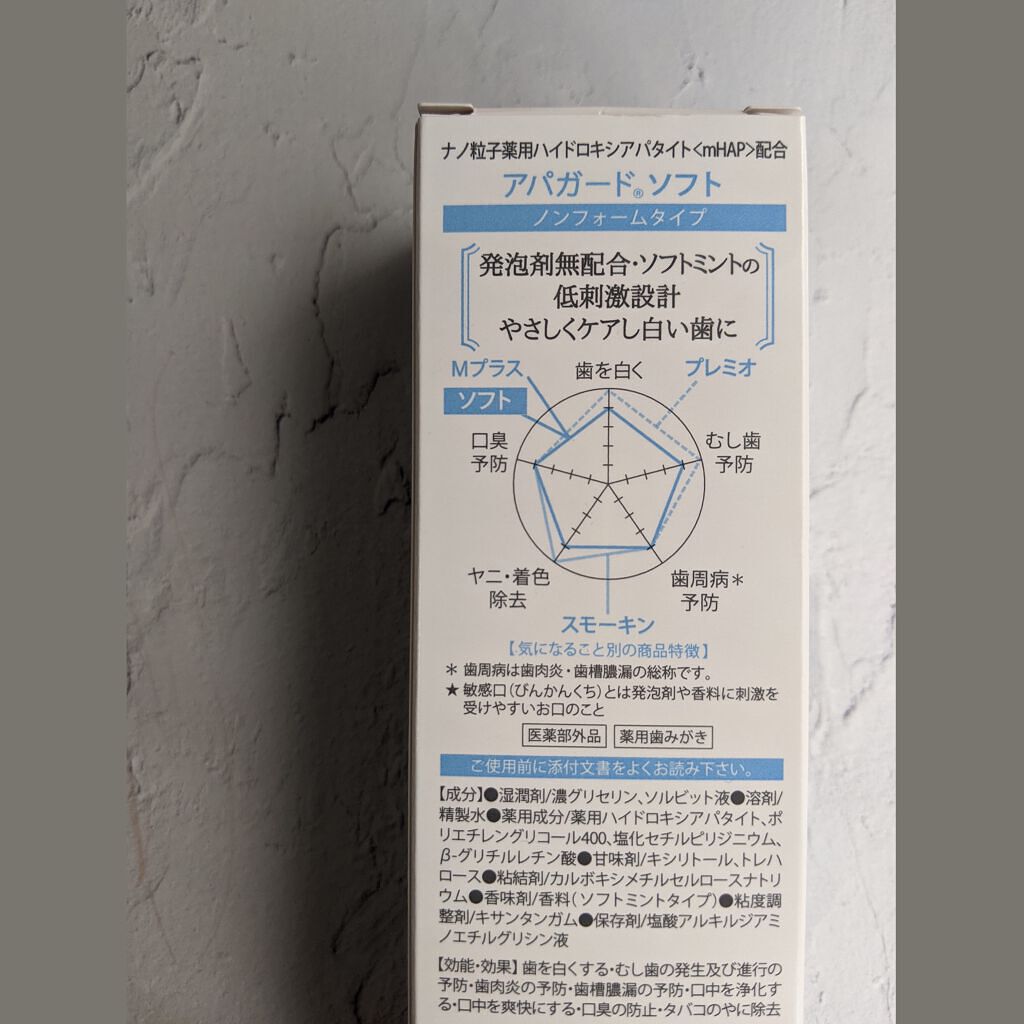 ナノ粒子薬用ハイドロキシアパタイト<mHAP>配合
アパガード®ソフト
ノンフォームタイプ
発泡剤無配合・ソフトミントの
低刺激設計
やさしくケアし白い歯に
Mプラス
歯を白く
プレミオ
ソフト
口臭
予防
むし歯
予防
ヤニ・着色
除去
歯周病＊
予防
スモーキン
【気になること別の商品特徴】
＊ 歯周病は歯肉炎・歯槽膿漏の総称です。
★ 敏感口(びんかんくち)とは発泡剤や香料に刺激を
受けやすいお口のこと
医薬部外品 薬用歯みがき
ご使用前に添付文書をよくお読み下さい。
【成分】●湿潤剤/濃グリセリン、ソルビット液●溶剤/
精製水●薬用成分/薬用ハイドロキシアパタイト、ポ
リエチレングリコール400、塩化セチルピリジニウム、
β-グリチルレチン酸●甘味剤/キシリトール、トレハ
ロース●粘結剤/カルボキシメチルセルロースナトリ
ウム●香味剤/香料(ソフトミントタイプ)●粘度調
整剤/キサンタンガム●保存剤/塩酸アルキルジアミ
ノエチルグリシン液
【効能・効果】歯を白くする・むし歯の発生及び進行の
予防・歯肉炎の予防・歯槽膿漏の予防・口中を浄化す
る・口中を爽快にする・口臭の防止・タバコのやに除去